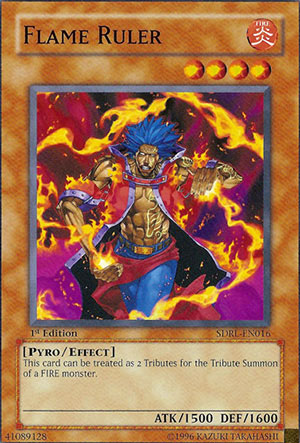 FLAME RULER
FIRE
炎
1st Edition
SDRL-EN016
[PYRO/EFFECT]
This card can be treated as 2 Tributes for the Tribute Summon
of a FIRE monster.
ATK/1500 DEF/1600
41089128
©1996 KAZUKI TAKAHASHI